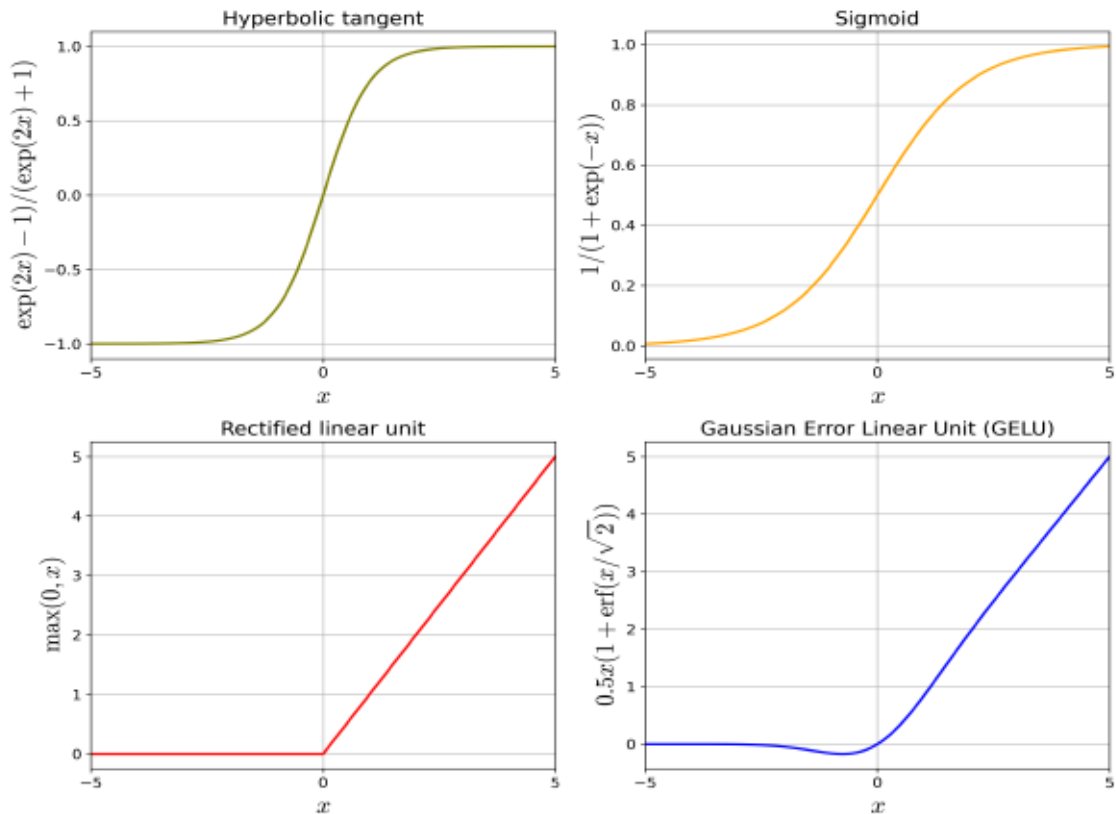 Hyperbolic tangent
exp(2x) − 1)/(exp(2x) + 1)
1.0
0.5
0.0
−0.5
−1.0
−5
0
5
x
Sigmoid
1/(1 + exp(−x))
1.0
0.8
0.6
0.4
0.2
0.0
−5
0
5
x
Rectified linear unit
max(0, x)
5
4
3
2
1
0
−5
0
5
x
Gaussian Error Linear Unit (GELU)
0.5x(1 + erf(x/√2))
5
4
3
2
1
0
−5
0
5
x